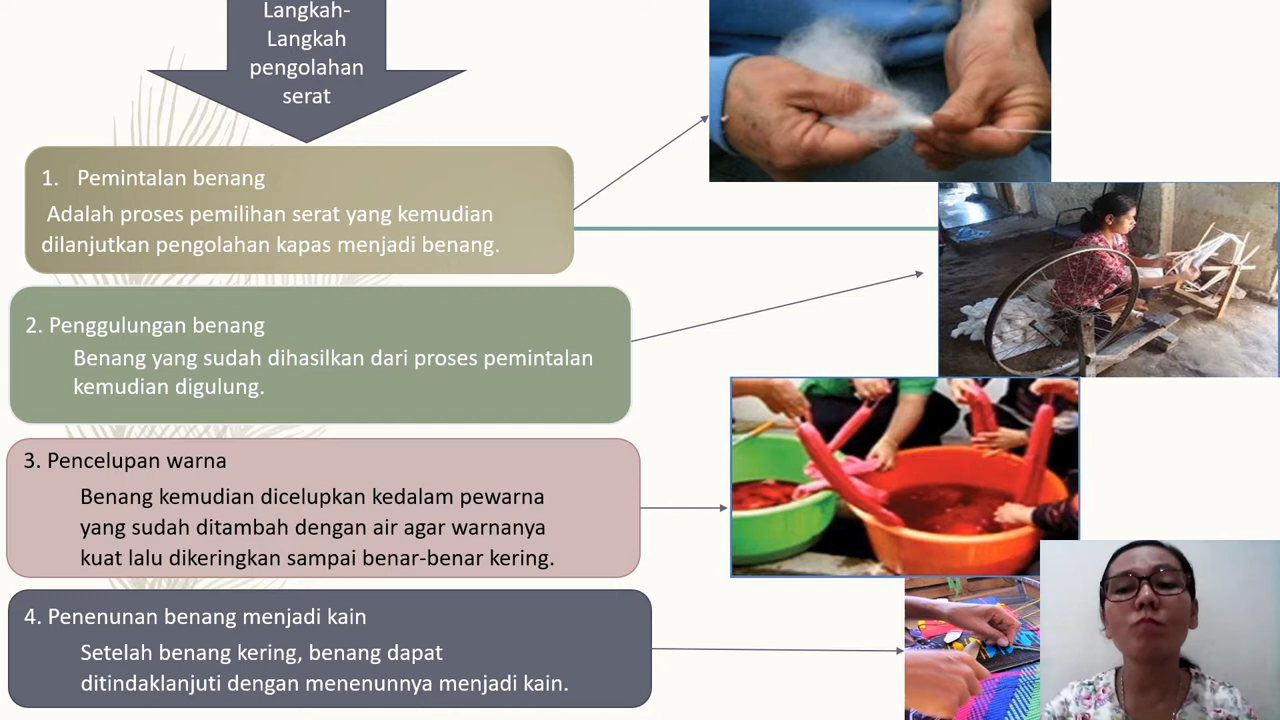 Langkah-
Langkah
pengolahan
serat
1. Pemintalan benang
Adalah proses pemilihan serat yang kemudian
dilanjutkan pengolahan kapas menjadi benang.
2. Penggulungan benang
Benang yang sudah dihasilkan dari proses pemintalan
kemudian digulung.
3. Pencelupan warna
Benang kemudian dicelupkan kedalam pewarna
yang sudah ditambah dengan air agar warnanya
kuat lalu dikeringkan sampai benar-benar kering.
4. Penenunan benang menjadi kain
Setelah benang kering, benang dapat
ditindaklanjuti dengan menenunnya menjadi kain.